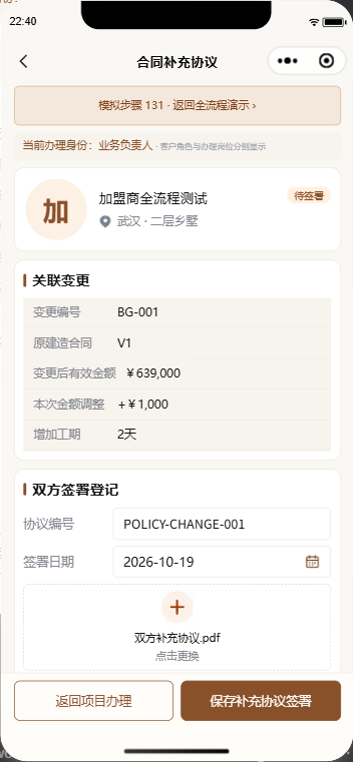 22:40
合同补充协议
模拟步骤 131 · 返回全流程演示 ›
当前办理身份：业务负责人 · 客户角色与办理岗位分别显示
加
加盟商全流程测试
待签署
武汉 · 二层乡墅
关联变更
变更编号 BG-001
原建造合同 V1
变更后有效金额 ¥639,000
本次金额调整 +¥1,000
增加工期 2天
双方签署登记
协议编号 POLICY-CHANGE-001
签署日期 2026-10-19
双方补充协议.pdf
点击更换
返回项目办理
保存补充协议签署